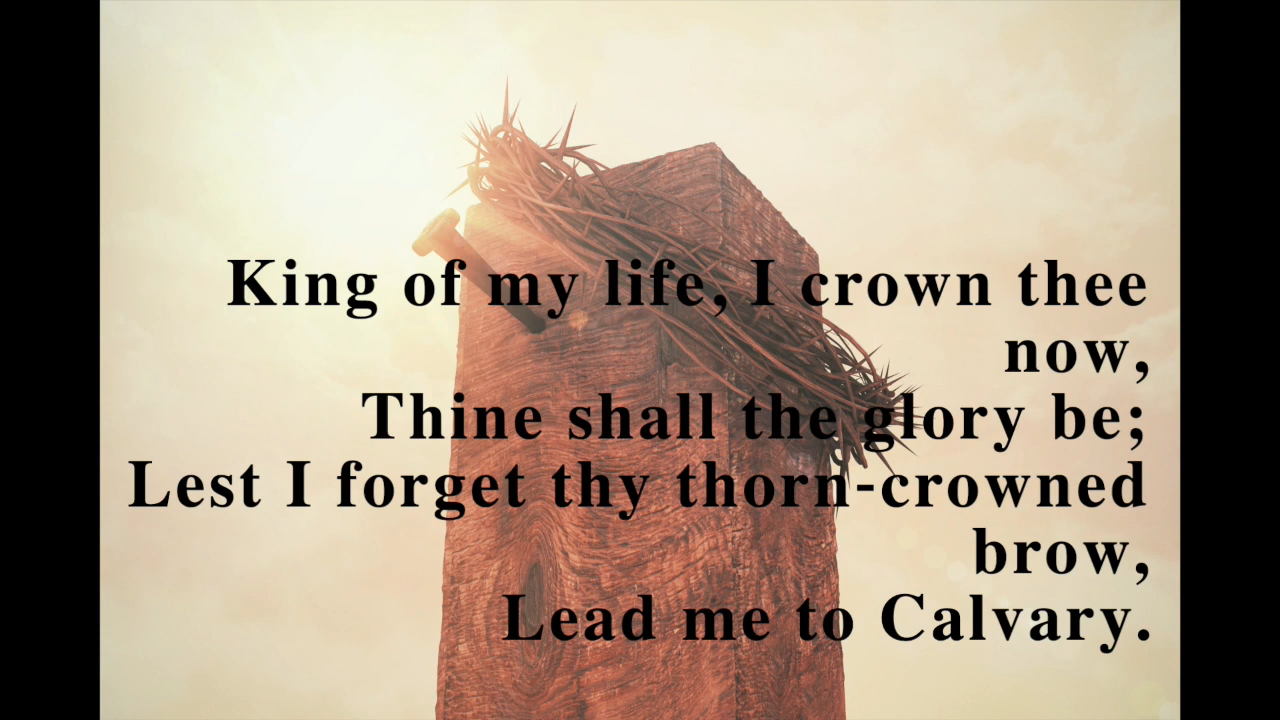 King of my life, I crown thee
now,
Thine shall the glory be;
Lest I forget thy thorn-crowned
brow,
Lead me to Calvary.